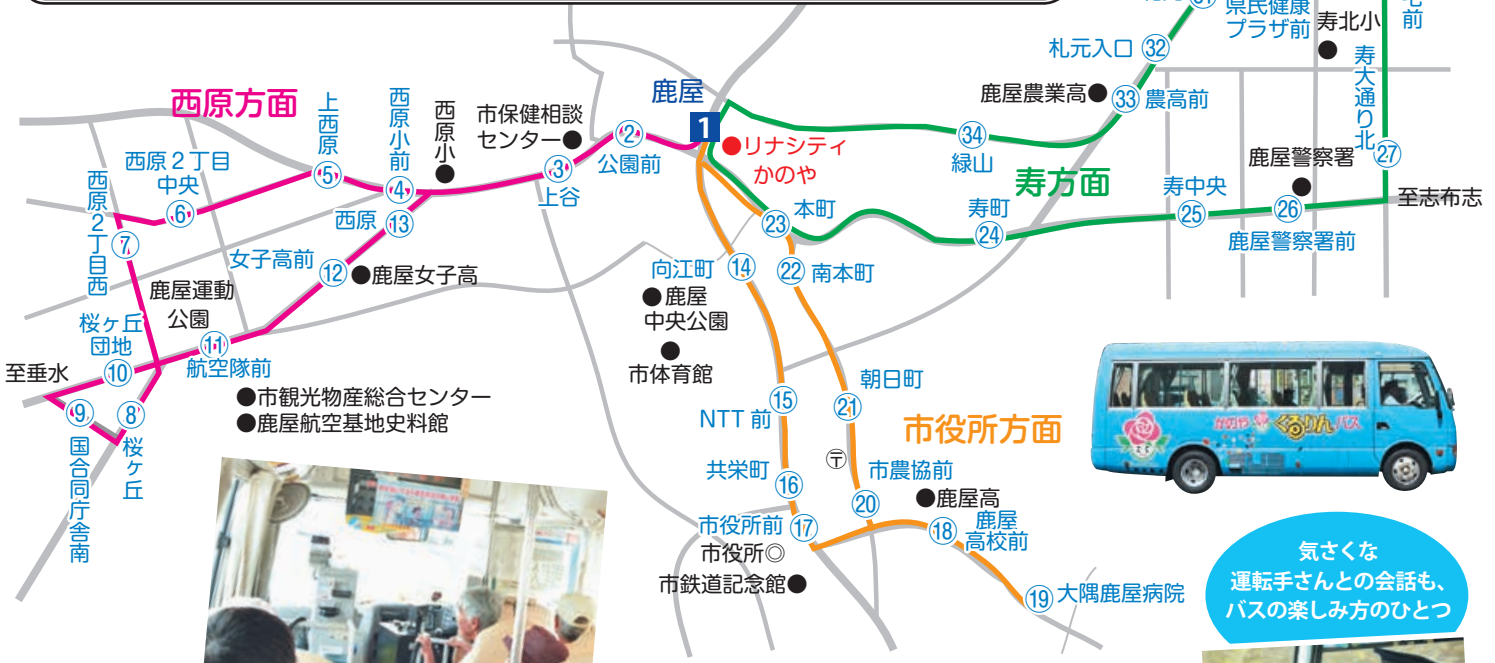 西原方面
上西原
⑤
西原小前
④
西原小
市保健相談
センター
②
公園前
③
上谷
鹿屋
1
リナシティ
かのや
県民健康
プラザ前
寿北小
札元入口
㉜
鹿屋農業高
㉝
農高前
㉞
緑山
寿大通り北
㉗
鹿屋警察署
寿方面
寿中央
㉕
㉖
鹿屋警察署前
至志布志
寿町
㉔
本町
㉓
西原2丁目
中央
⑥
西原2丁目西
⑦
西原
⑬
女子高前
⑫
鹿屋女子高
鹿屋運動
公園
桜ヶ丘
団地
⑩
⑪
航空隊前
至垂水
⑨
国合同庁舎南
⑧
桜ヶ丘
市観光物産総合センター
鹿屋航空基地史料館
向江町
⑭
㉒
南本町
鹿屋
中央公園
市体育館
NTT前
⑮
朝日町
㉑
市役所方面
共栄町
⑯
〒
市農協前
⑳
鹿屋高
市役所前
⑰
⑱
鹿屋
高校前
市役所◎
市鉄道記念館
⑲
大隅鹿屋病院
かのや
くるりんバス
気さくな
運転手さんとの会話も、
バスの楽しみ方のひとつ